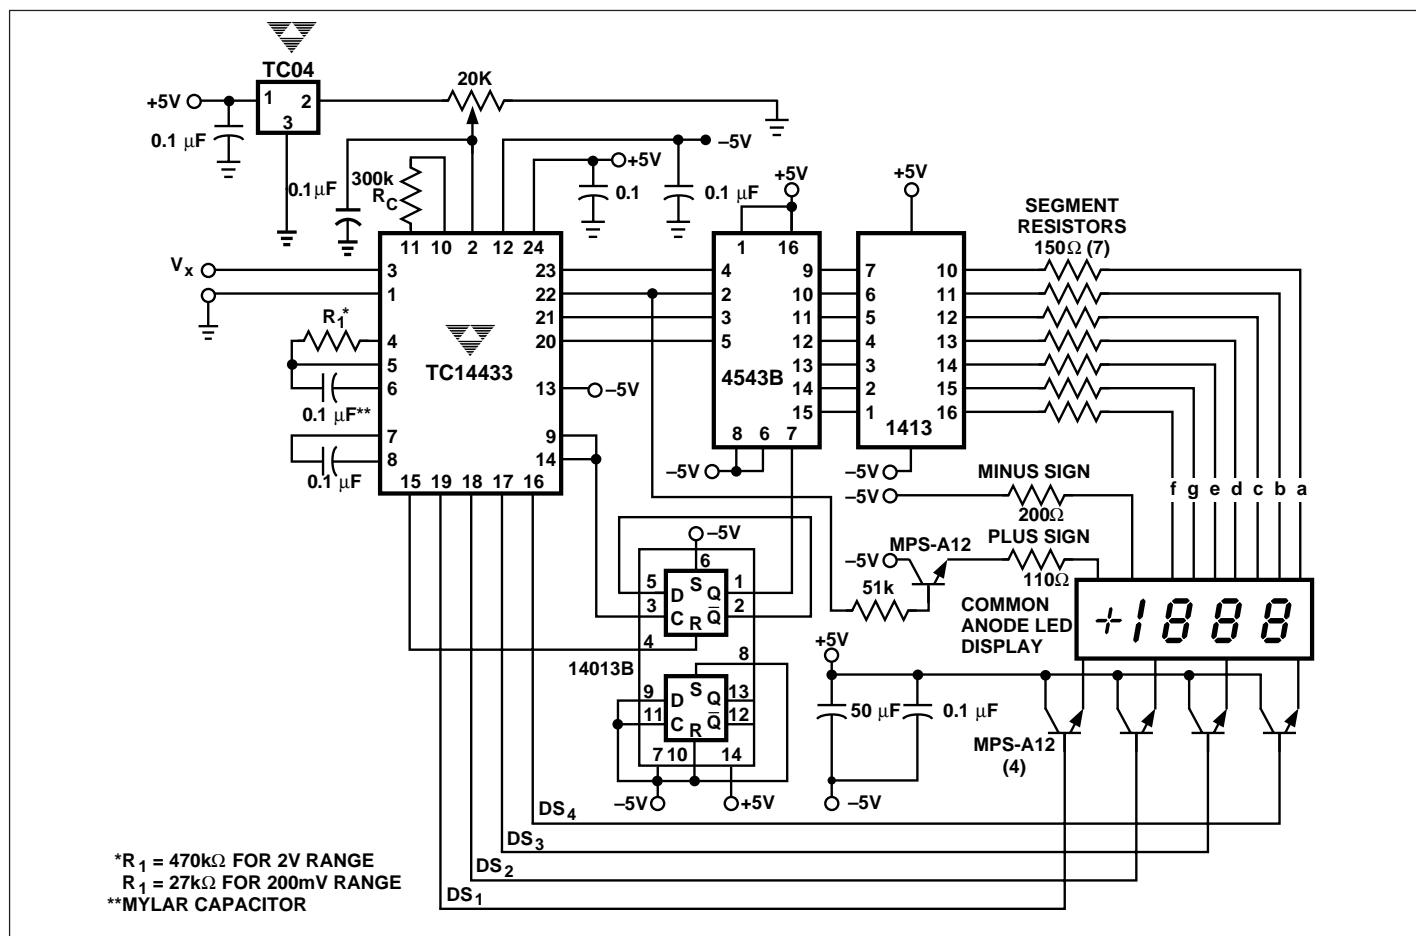 TC04
+5V
1
2
3
0.1 µF
20K
–5V
+5V
0.1 µF
300k
R C
0.1
0.1 µF
11
10
2
12
24
V x
3
1
R 1 *
4
5
6
0.1 µF**
7
8
0.1 µF
TC14433
23
22
21
20
13
–5V
9
14
15
19
18
17
16
+5V
1
16
4
2
3
5
4543B
9
10
11
12
13
14
15
8
6
7
–5V
+5V
7
6
5
4
3
2
1
1413
10
11
12
13
14
15
16
–5V
SEGMENT
RESISTORS
150Ω (7)
f
g
e
d
c
b
a
MINUS SIGN
–5V
200Ω
MPS-A12
PLUS SIGN
–5V
110Ω
51k
COMMON
ANODE LED
DISPLAY
+1888
–5V
6
5
D
S
Q
1
3
C
R
Q
2
4
14013B
8
9
D
S
Q
13
11
C
R
Q
12
7
10
14
–5V
+5V
+5V
50 µF
0.1 µF
–5V
MPS-A12
(4)
DS4
DS3
DS2
DS1
*R 1 = 470kΩ FOR 2V RANGE
R 1 = 27kΩ FOR 200mV RANGE
**MYLAR CAPACITOR